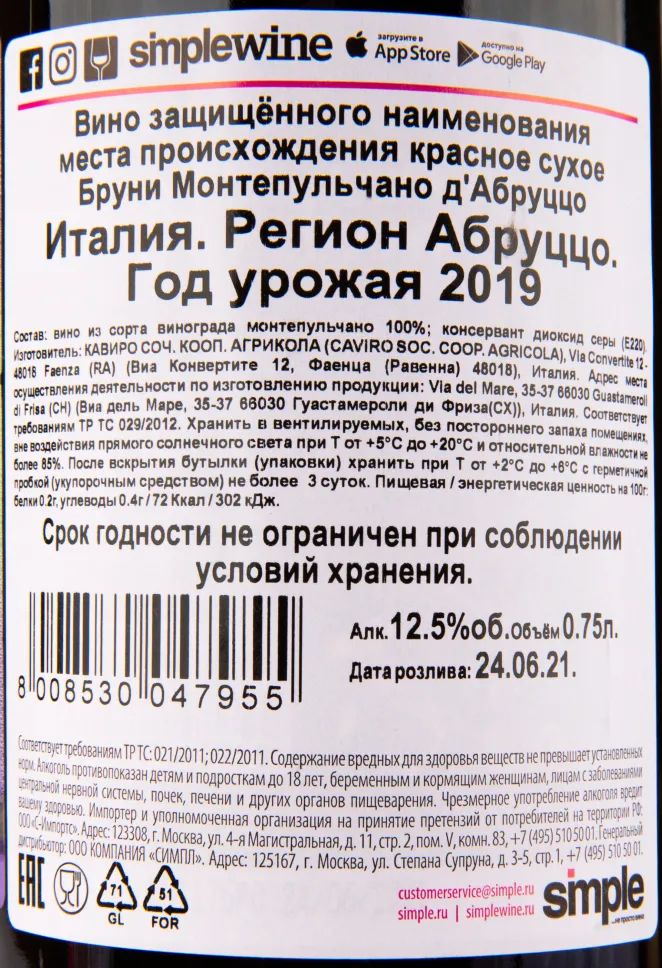 simplewine загрузите в App Store доступно на Google Play
Вино защищённого наименования
места происхождения красное сухое
Бруни Монтепульчано д'Абруццо
Италия. Регион Абруццо.
Год урожая 2019
Состав: вино из сорта винограда монтепульчано 100%; консервант диоксид серы (E220).
Изготовитель: КАВИРО СОЧ. КООП. АГРИКОЛА (CAVIRO SOC. COOP. AGRICOLA), Via Convertite 12 -
48018 Faenza (RA) (Виа Конвертите 12, Фаенца (Равенна) 48018), Италия. Адрес места
осуществления деятельности по изготовлению продукции: Via del Mare, 35-37 66030 Guastameroli
di Frisa (CH) (Виа дель Маре, 35-37 66030 Гуастамероли ди Фриза(СХ)), Италия. Соответствует
требованиям ТР ТС 029/2012. Хранить в вентилируемых, без постороннего запаха помещениях,
вне воздействия прямого солнечного света при Т от +5°С до +20°С и относительной влажности не
более 85%. После вскрытия бутылки (упаковки) хранить при Т от +2°С до +6°С с герметичной
пробкой (укупорочным средством) не более 3 суток. Пищевая / энергетическая ценность на 100г:
белки 0.2г, углеводы 0.4г / 72 Ккал / 302 кДж.
Срок годности не ограничен при соблюдении
условий хранения.
Алк. 12.5%об. Объём 0.75л.
Дата розлива: 24.06.21.
8 008530 047955
Соответствует требованиям ТР ТС: 021/2011; 022/2011. Содержание вредных для здоровья веществ не превышает установленных
норм. Алкоголь противопоказан детям и подросткам до 18 лет, беременным и кормящим женщинам, лицам с заболеваниями
центральной нервной системы, почек, печени и других органов пищеварения. Чрезмерное употребление алкоголя вредит
вашему здоровью. Импортер и уполномоченная организация на принятие претензий от потребителей на территории РФ:
ООО «С-Импортс». Адрес: 123308, г. Москва, ул. 4-я Магистральная, д. 11, стр. 2, пом. V, комн. 83, +7 (495) 510 50 01. Генеральный
дистрибьютор: ООО КОМПАНИЯ «СИМПЛ». Адрес: 125167, г. Москва, ул. Степана Супруна, д. 3-5, стр. 1, +7 (495) 510 50 01.
EAC 71 GL 51 FOR
customerservice@simple.ru
simple.ru | simplewine.ru
simple
...не просто вино